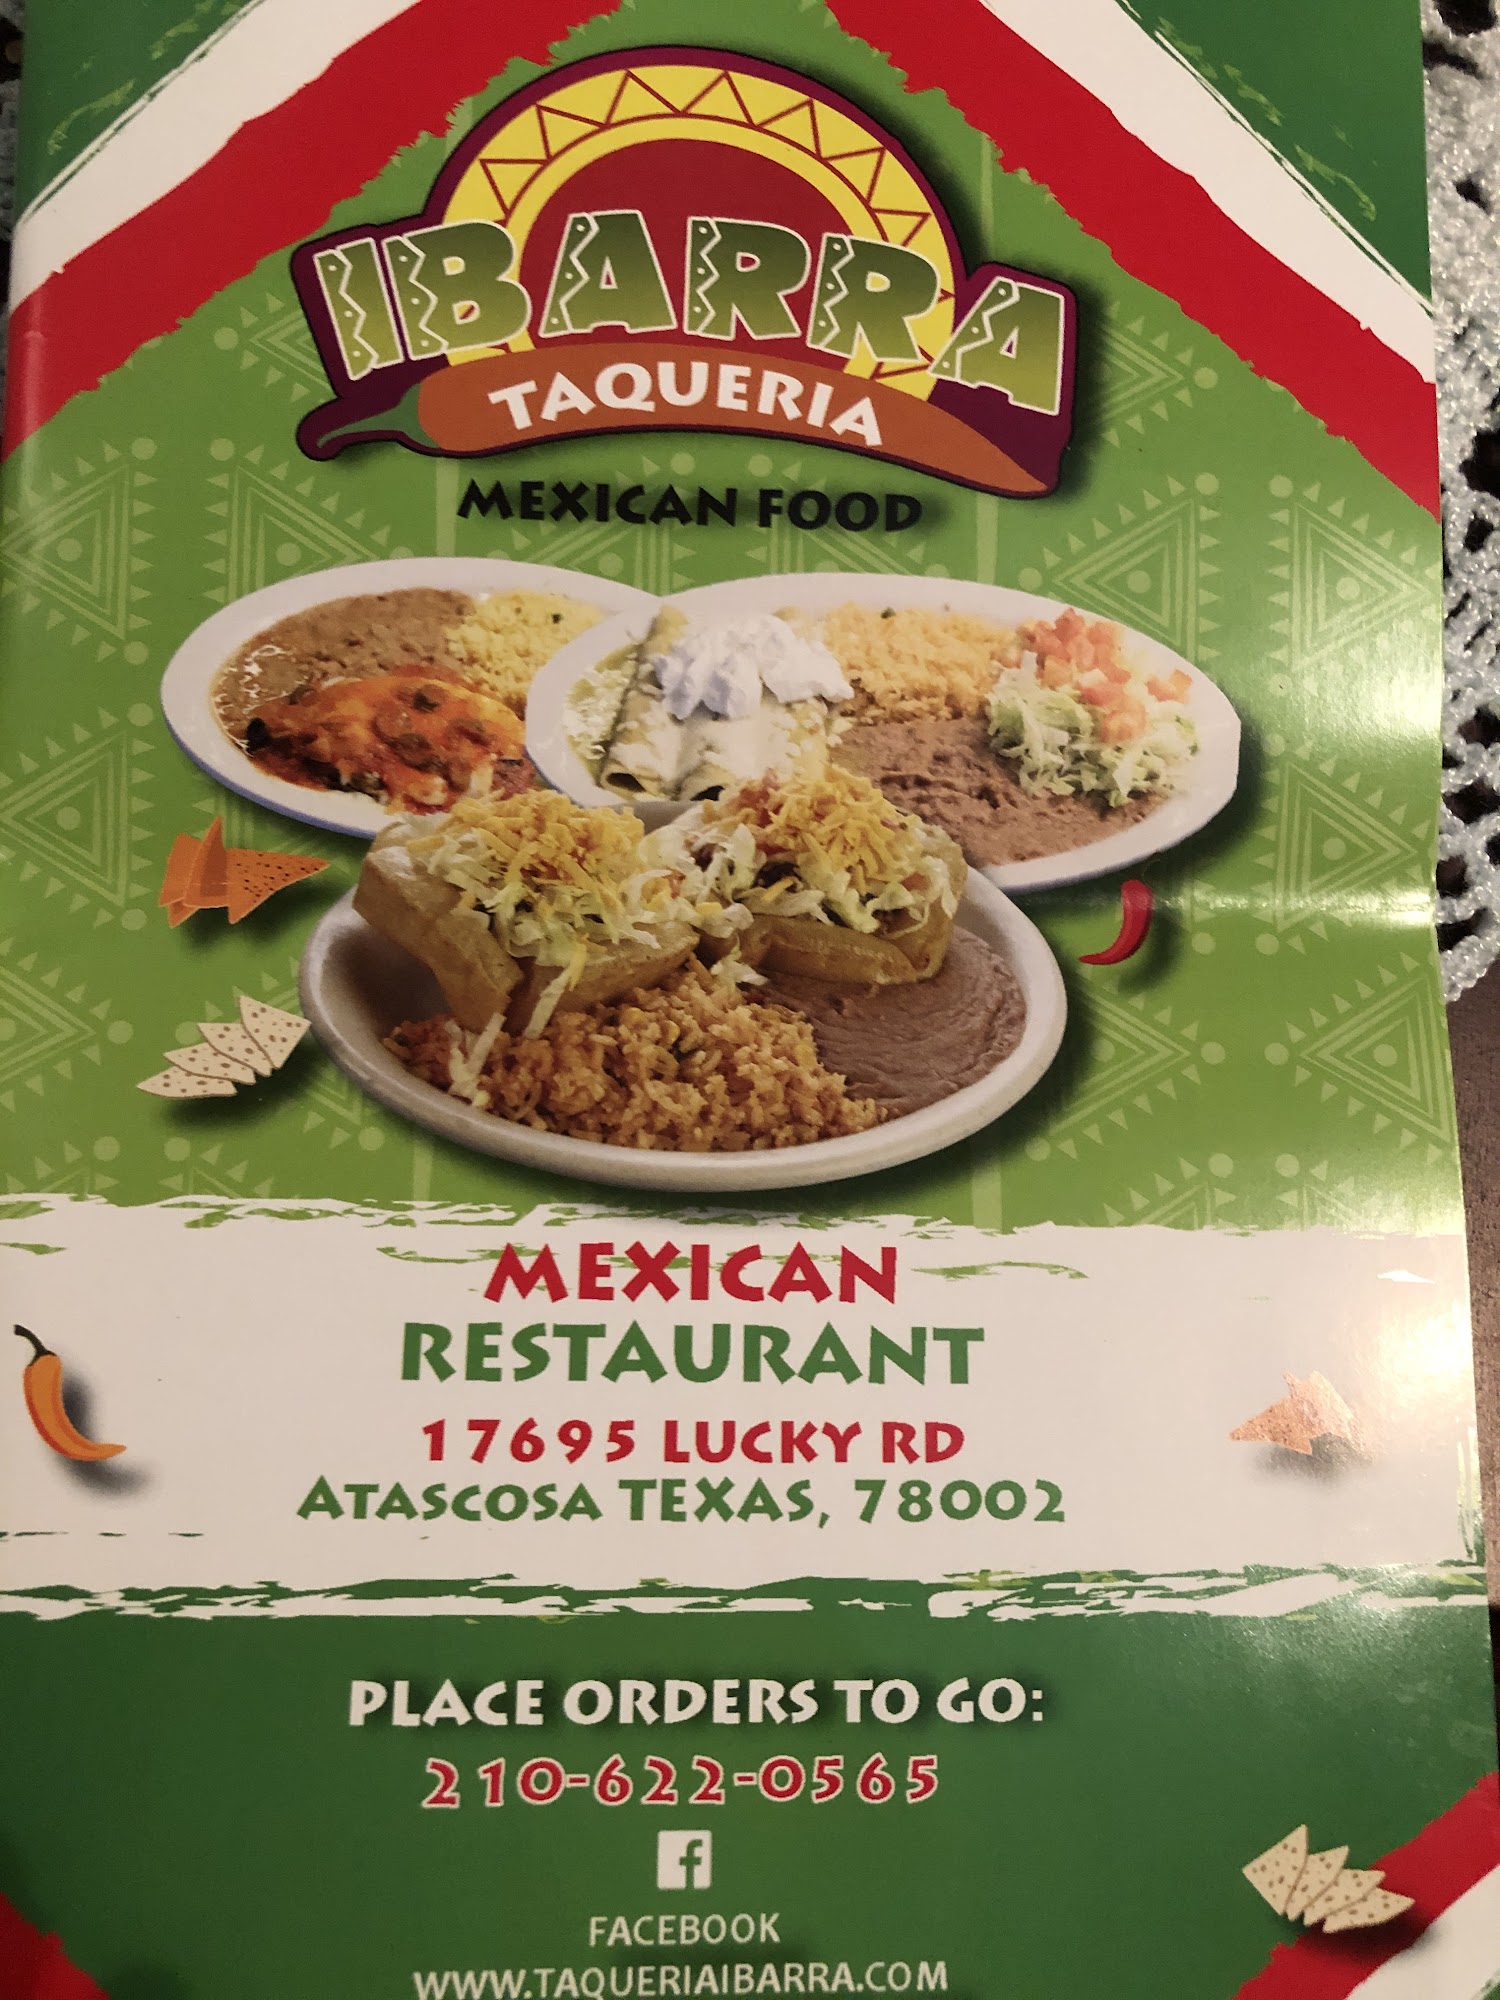 IBARRA
TAQUERIA
MEXICAN FOOD
MEXICAN
RESTAURANT
17695 LUCKY RD
ATASCOSA TEXAS, 78002
PLACE ORDERS TO GO:
210-622-0565
f
FACEBOOK
WWW.TAQUERIAIBARRA.COM